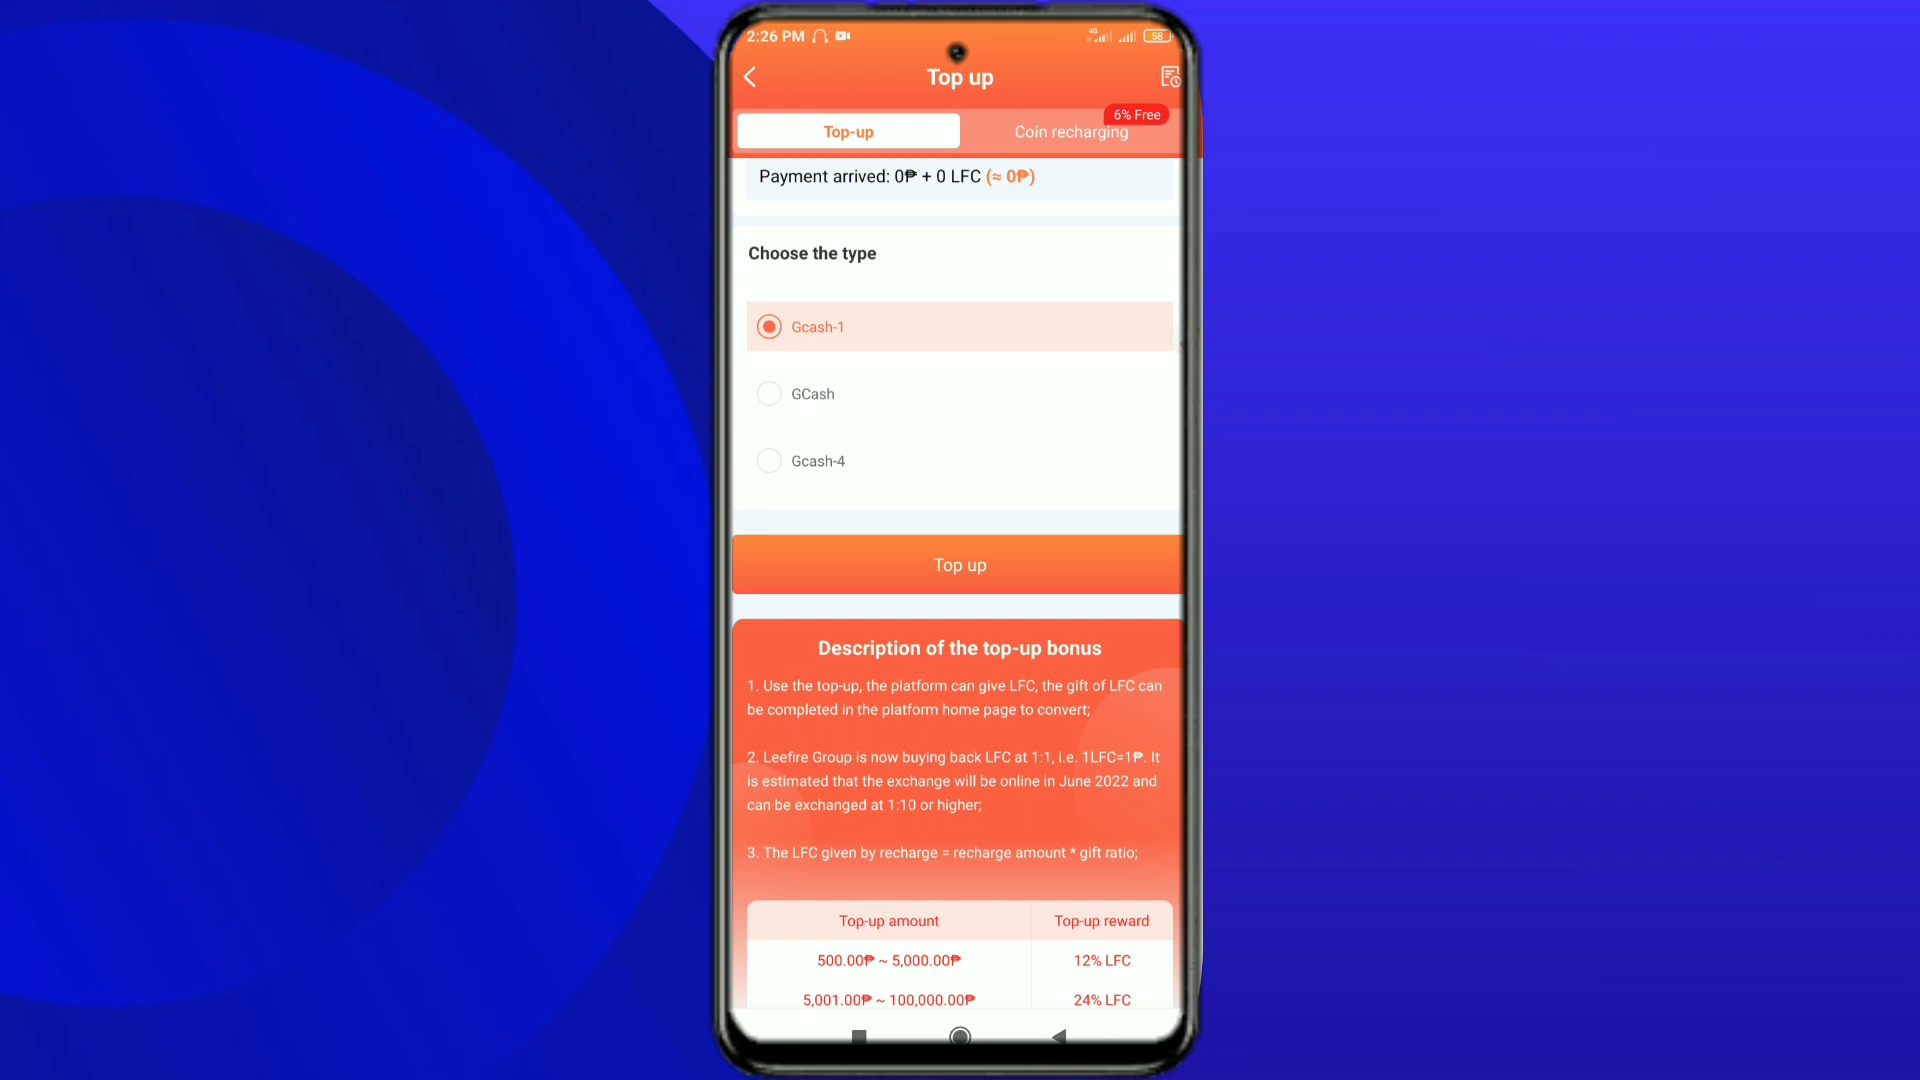 2:26 PM
4G
58
Top up
6% Free
Top-up
Coin recharging
Payment arrived: 0₱ + 0 LFC (≈ 0₱)
Choose the type
Gcash-1
GCash
Gcash-4
Top up
Description of the top-up bonus
1. Use the top-up, the platform can give LFC, the gift of LFC can
be completed in the platform home page to convert;
2. Leefire Group is now buying back LFC at 1:1, i.e. 1LFC=1₱. It
is estimated that the exchange will be online in June 2022 and
can be exchanged at 1:10 or higher;
3. The LFC given by recharge = recharge amount * gift ratio;
Top-up amount
Top-up reward
500.00₱ ~ 5,000.00₱
12% LFC
5,001.00₱ ~ 100,000.00₱
24% LFC